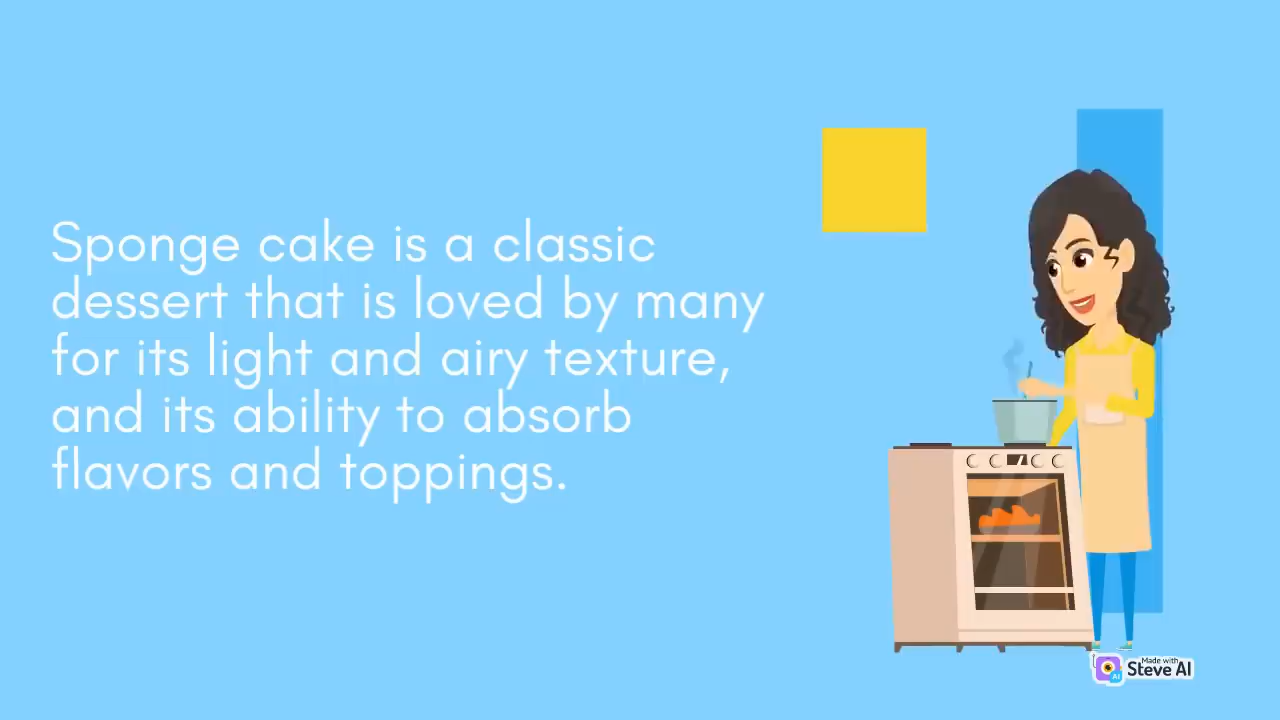 Sponge cake is a classic
dessert that is loved by many
for its light and airy texture,
and its ability to absorb
flavors and toppings.
Made with
Steve AI
AI